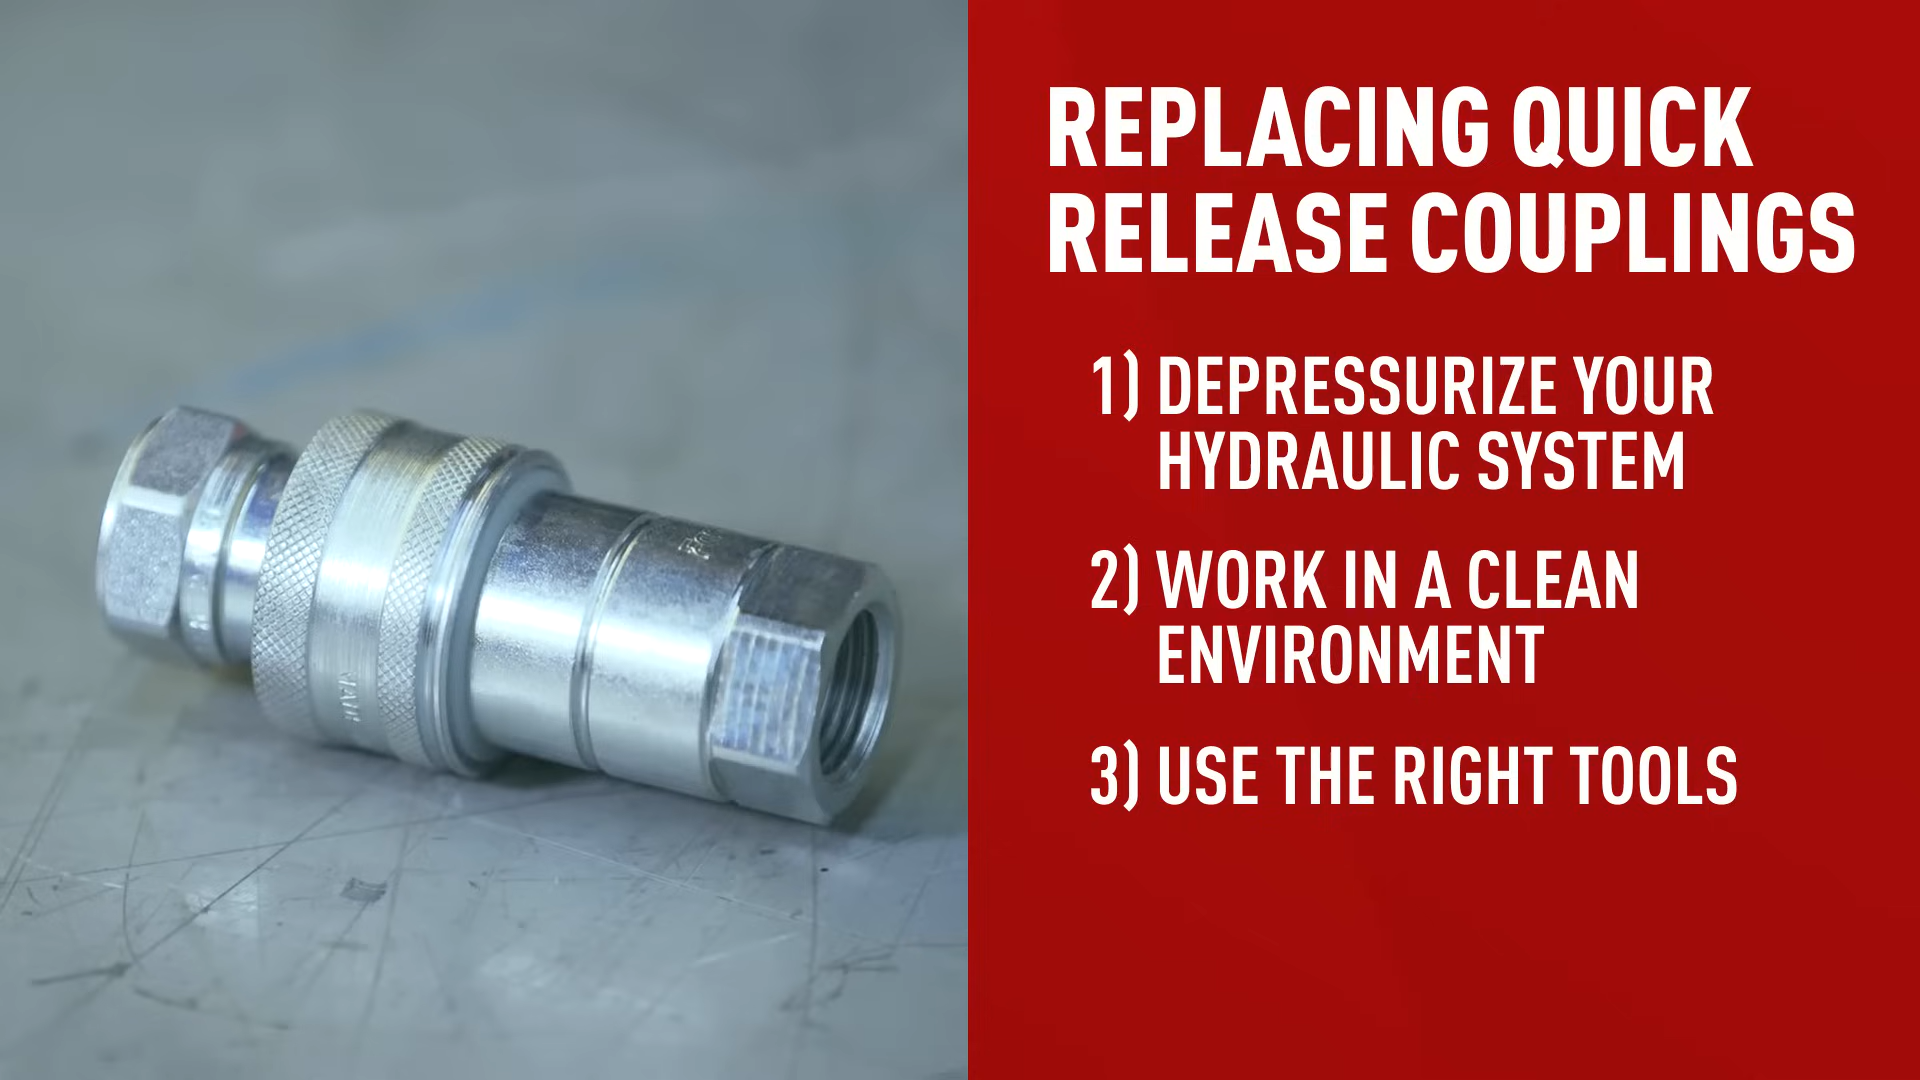 REPLACING QUICK
RELEASE COUPLINGS
1) DEPRESSURIZE YOUR
HYDRAULIC SYSTEM
2) WORK IN A CLEAN
ENVIRONMENT
3) USE THE RIGHT TOOLS